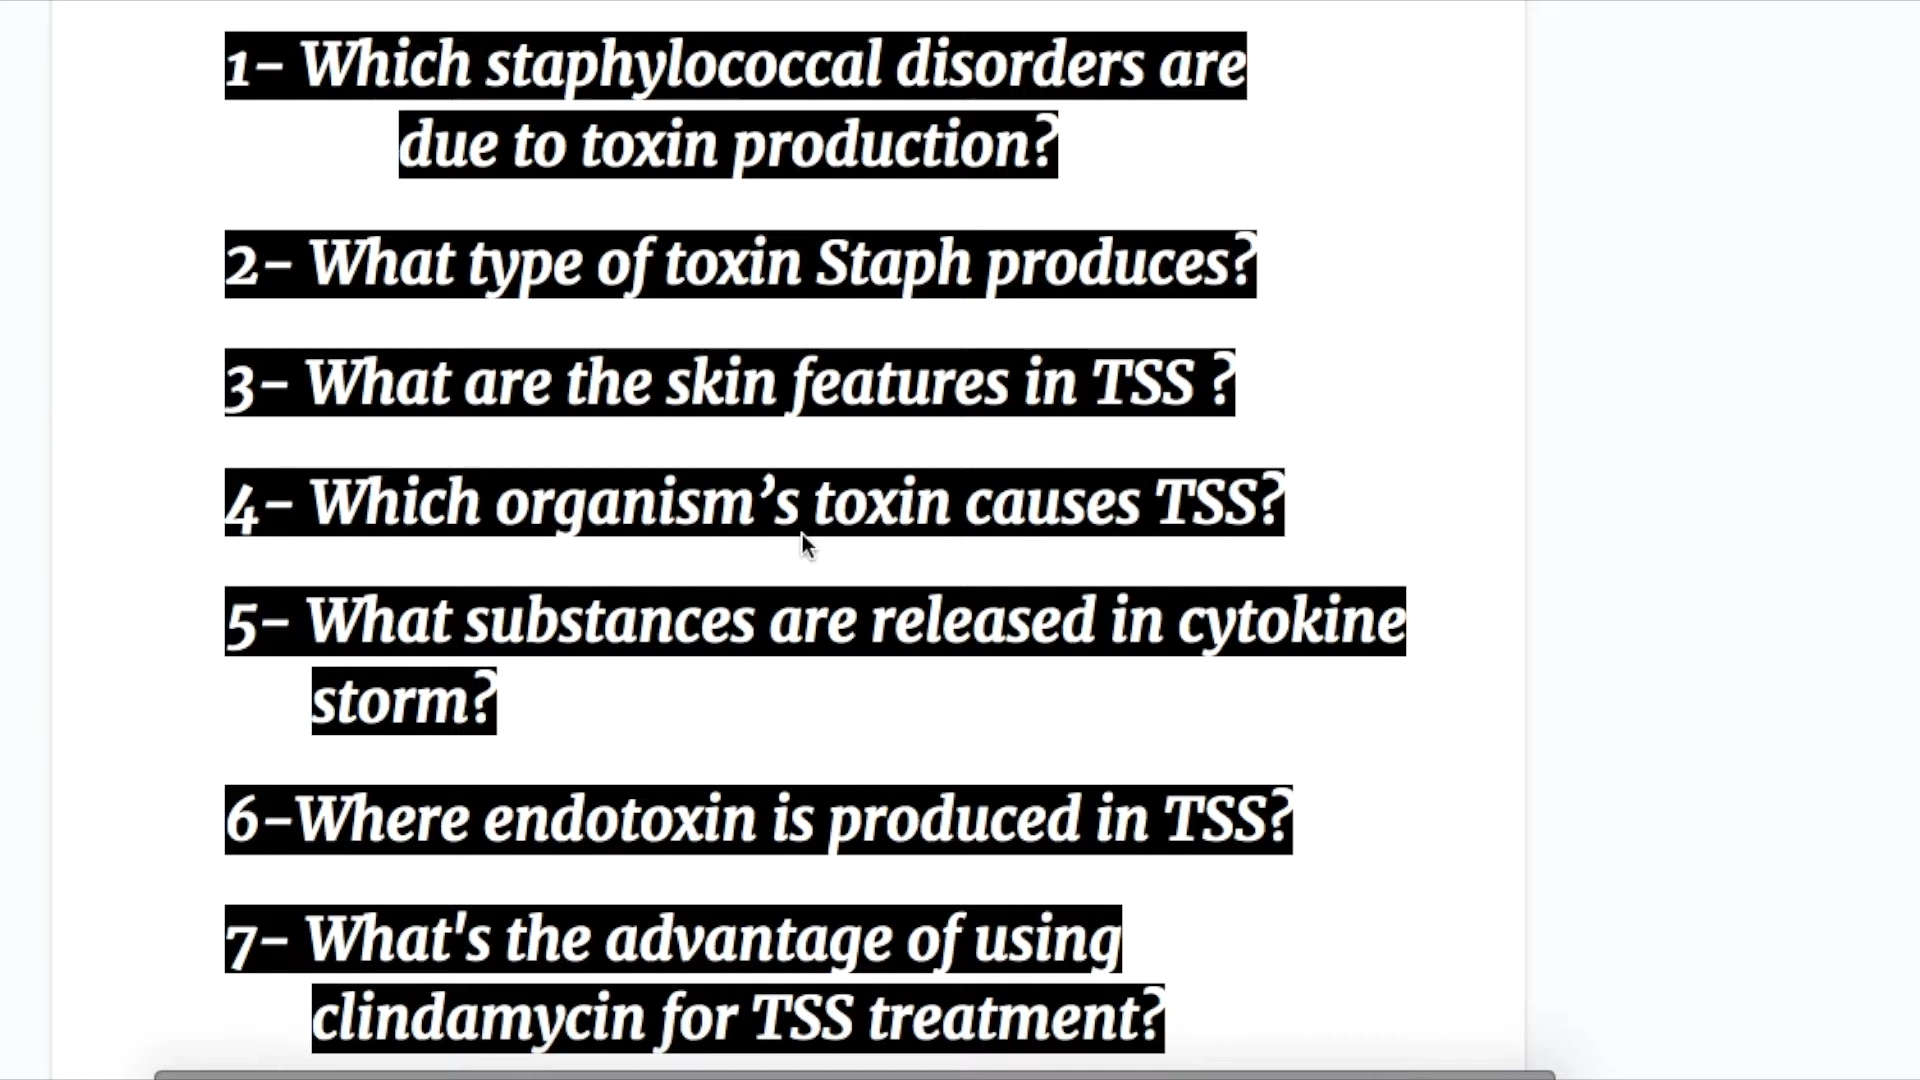 1- Which staphylococcal disorders are
due to toxin production?
2- What type of toxin Staph produces?
3- What are the skin features in TSS ?
4- Which organism’s toxin causes TSS?
5- What substances are released in cytokine
storm?
6-Where endotoxin is produced in TSS?
7- What's the advantage of using
clindamycin for TSS treatment?